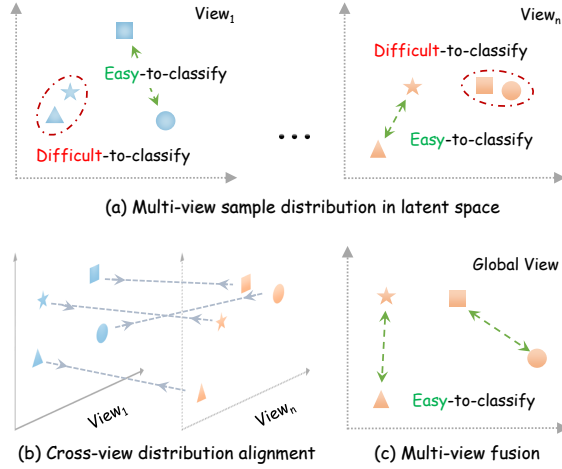 View1
Easy-to-classify
Difficult-to-classify
...
Viewn
Difficult-to-classify
Easy-to-classify
(a) Multi-view sample distribution in latent space
View1
Viewn
(b) Cross-view distribution alignment
Global View
Easy-to-classify
(c) Multi-view fusion